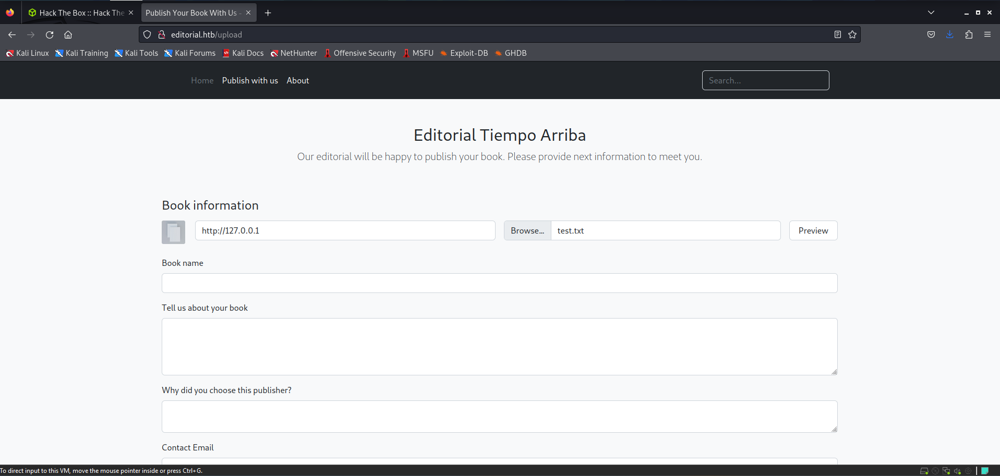 Hack The Box :: Hack The
Publish Your Book With Us -
editorial.htb/upload
Kali Linux Kali Training Kali Tools Kali Forums Kali Docs NetHunter Offensive Security MSFU Exploit-DB GHDB
Home Publish with us About Search...
Editorial Tiempo Arriba
Our editorial will be happy to publish your book. Please provide next information to meet you.
Book information
http://127.0.0.1 Browse... test.txt Preview
Book name
Tell us about your book
Why did you choose this publisher?
Contact Email
To direct input to this VM, move the mouse pointer inside or press Ctrl+G.